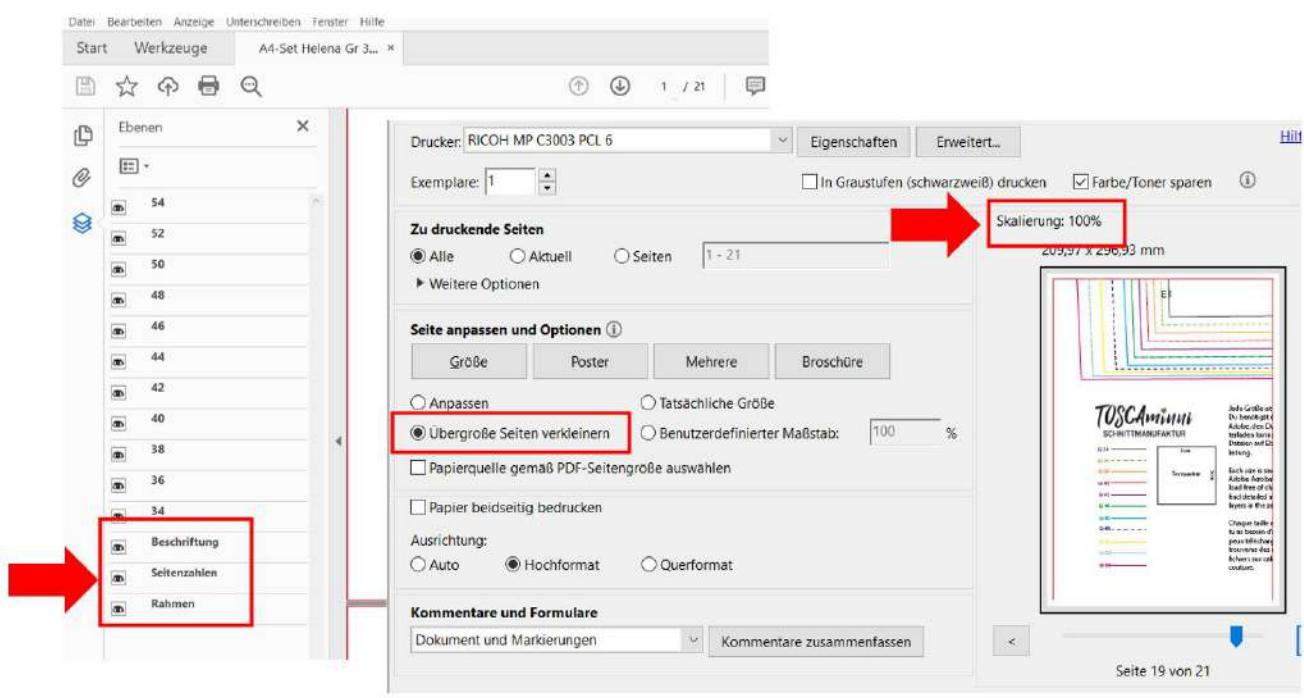 Datei Bearbeiten Anzeige Unterschreiben Fenster Hilfe
Start Werkzeuge A4-Set Helena Gr 3... ×
1 / 21
Ebenen
54
52
50
48
46
44
42
40
38
36
34
Beschriftung
Seitenzahlen
Rahmen
Drucker: RICOH MP C3003 PCL 6 Eigenschaften Erweitert...
Exemplare: 1 In Graustufen (schwarzweiß) drucken Farbe/Toner sparen
Zu druckende Seiten
Alle Aktuell Seiten 1 - 21
Weitere Optionen
Seite anpassen und Optionen
Größe Poster Mehrere Broschüre
Anpassen Tatsächliche Größe
Übergroße Seiten verkleinern Benutzerdefinierter Maßstab: 100 %
Papierquelle gemäß PDF-Seitengröße auswählen
Papier beidseitig bedrucken
Ausrichtung:
Auto Hochformat Querformat
Kommentare und Formulare
Dokument und Markierungen Kommentare zusammenfassen
Skalierung: 100%
209,97 x 296,93 mm
TOSCAminni
SCHNITTMANUFAKTUR
<
Seite 19 von 21